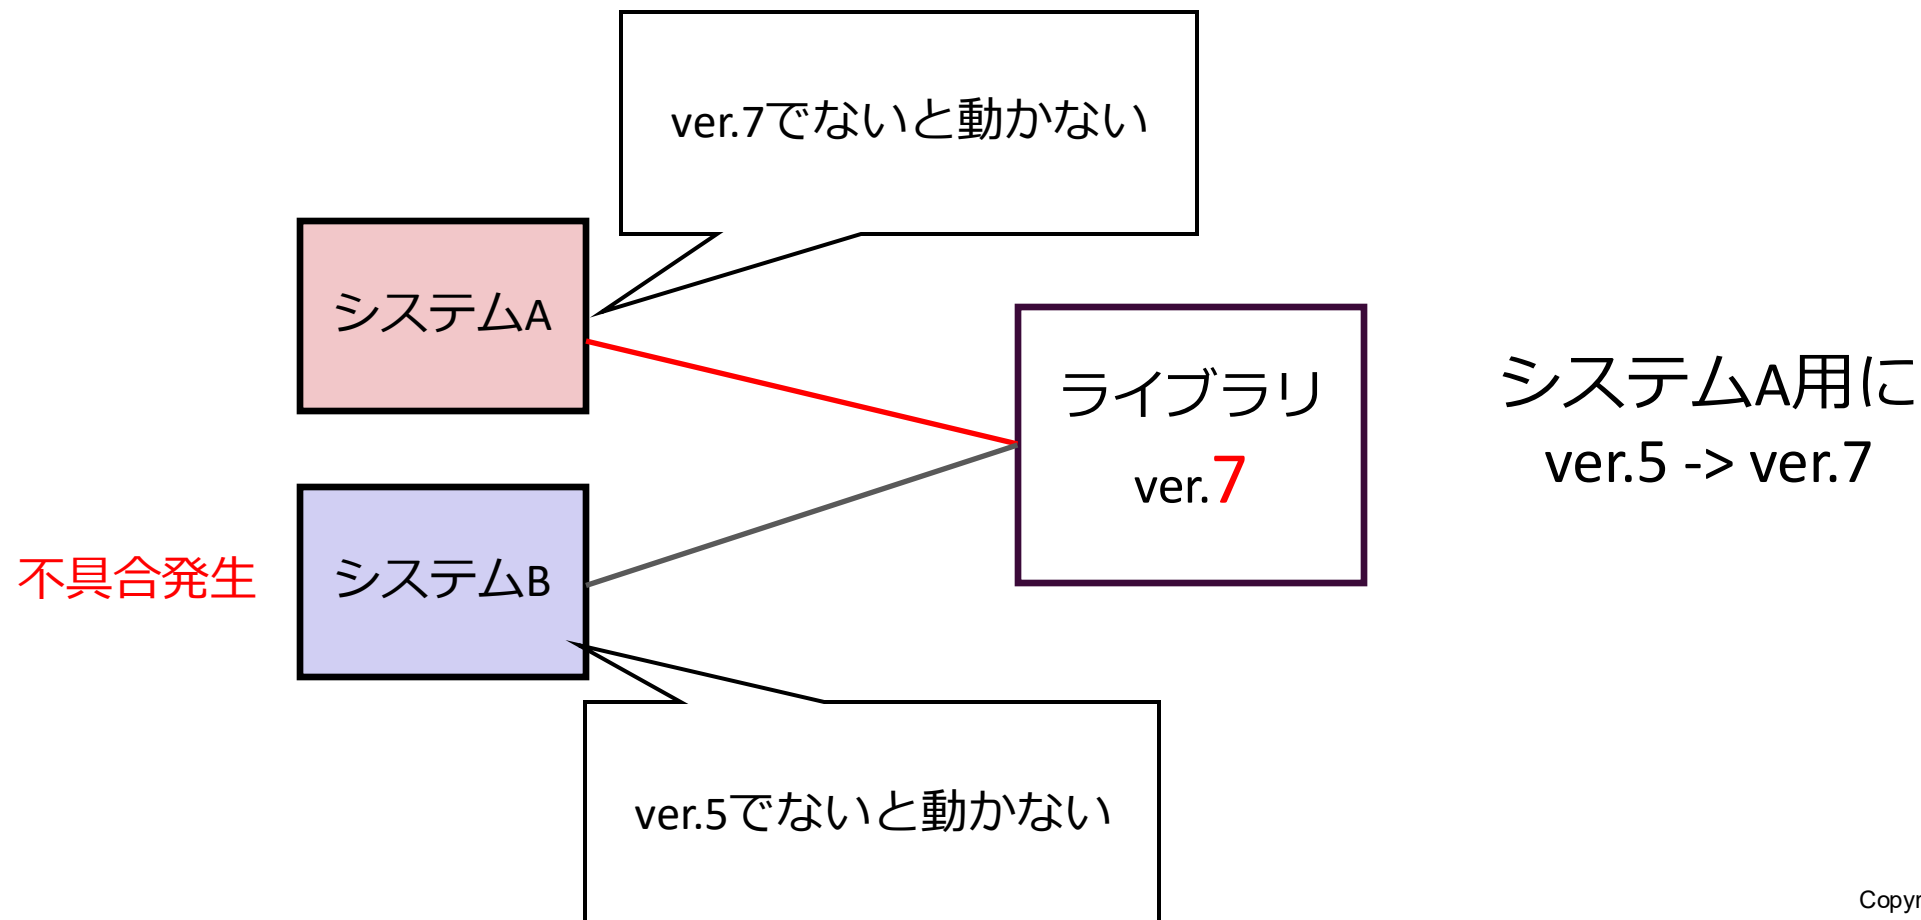 ver.7でないと動かない
システムA
ライブラリ
ver.7
システムA用に
ver.5 -> ver.7
不具合発生
システムB
ver.5でないと動かない